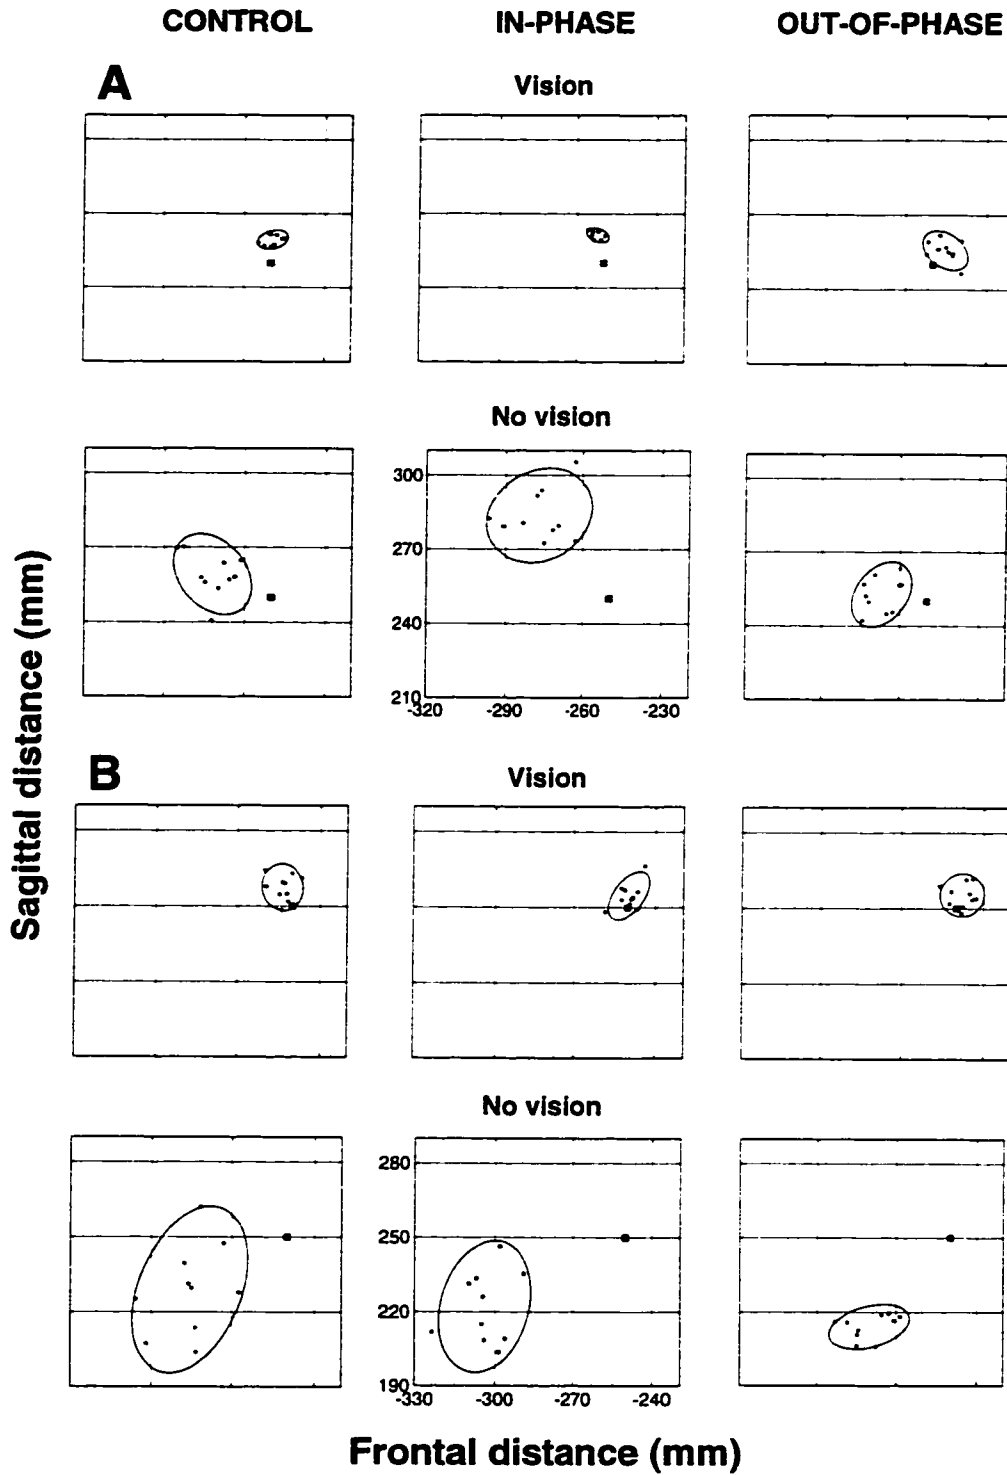 CONTROL IN-PHASE OUT-OF-PHASE
A
Vision
No vision
300
270
240
210
-320 -290 -260 -230
Sagittal distance (mm)
B
Vision
No vision
280
250
220
190
-330 -300 -270 -240
Frontal distance (mm)